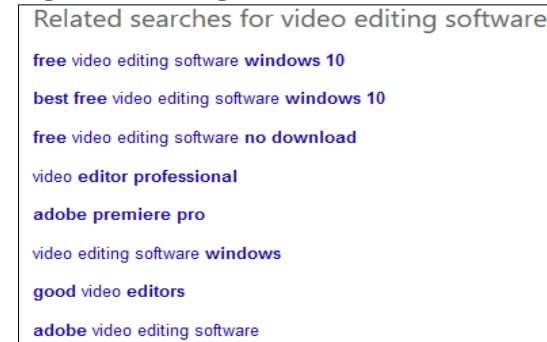 Related searches for video editing software
free video editing software windows 10
best free video editing software windows 10
free video editing software no download
video editor professional
adobe premiere pro
video editing software windows
good video editors
adobe video editing software